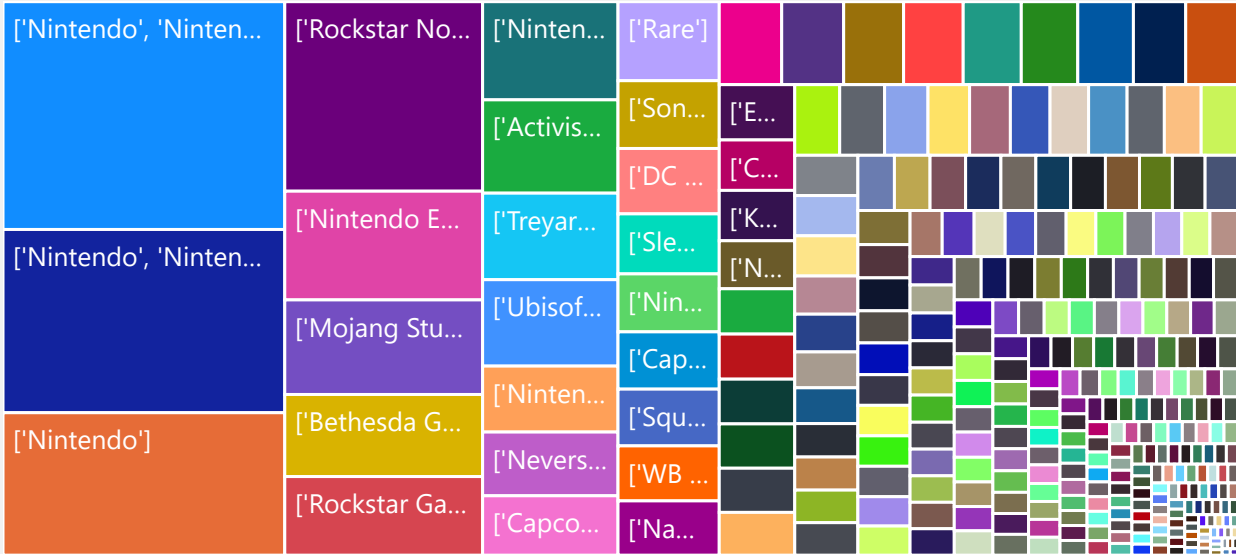 ['Nintendo', 'Ninten...
['Nintendo', 'Ninten...
['Nintendo']
['Rockstar No...
['Nintendo E...
['Mojang Stu...
['Bethesda G...
['Rockstar Ga...
['Ninten...
['Activis...
['Treyar...
['Ubisof...
['Ninten...
['Nevers...
['Capco...
['Rare']
['Son...
['DC ...
['Sle...
['Nin...
['Cap...
['Squ...
['WB ...
['Na...
['E...
['C...
['K...
['N...